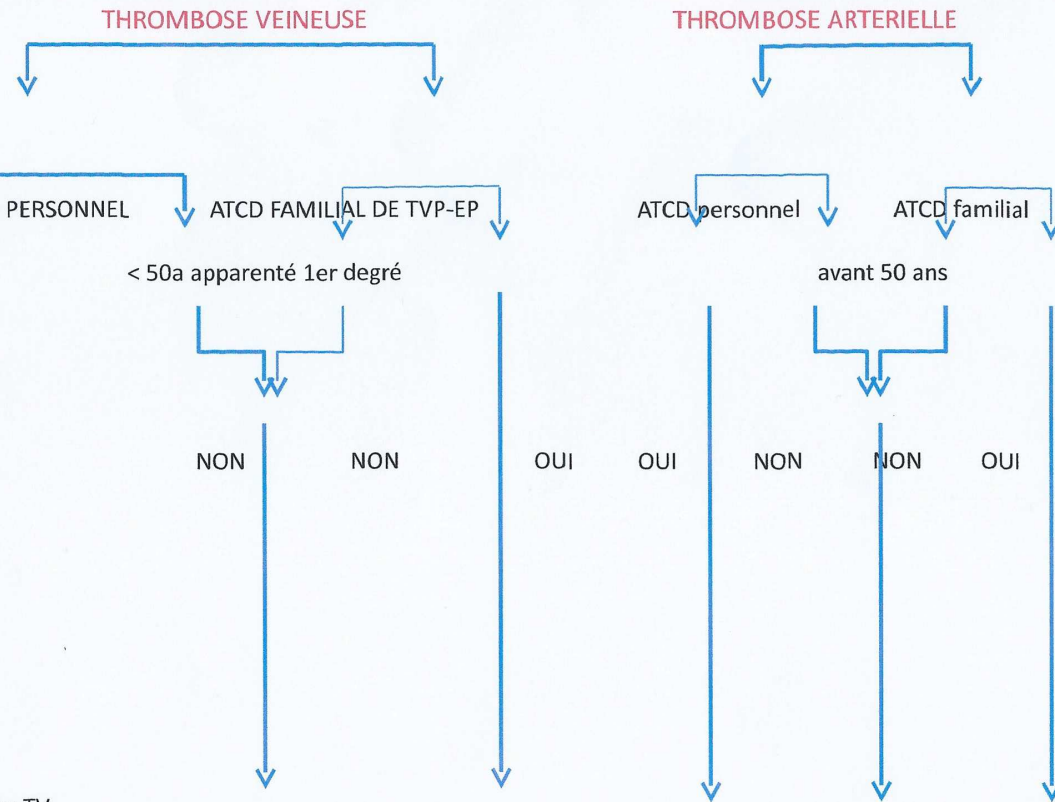 THROMBOSE VEINEUSE THROMBOSE ARTERIELLE
PERSONNEL ATCD FAMILIAL DE TVP-EP ATCD personnel ATCD familial
< 50a apparenté 1er degré avant 50 ans
NON NON OUI OUI NON NON OUI